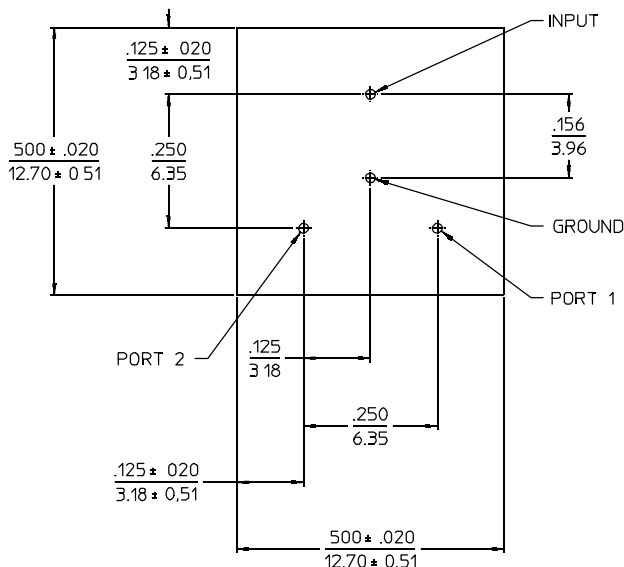 INPUT
.125± 020
3 18± 0,51
.156
3.96
.250
6.35
500± .020
12.70± 0 51
GROUND
PORT 1
PORT 2
.125
3 18
.250
6.35
.125± 020
3.18± 0,51
500± .020
12.70± 0.51